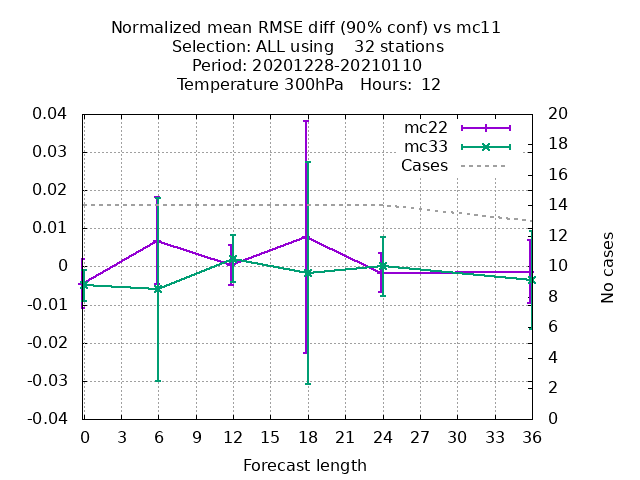 Normalized mean RMSE diff (90% conf) vs mc11
Selection: ALL using    32 stations
Period: 20201228-20210110
Temperature 300hPa   Hours:  12
mc22
mc33
Cases
0.04
0.03
0.02
0.01
0
-0.01
-0.02
-0.03
-0.04
20
18
16
14
12
10
8
6
4
2
0
No cases
0 3 6 9 12 15 18 21 24 27 30 33 36
Forecast length